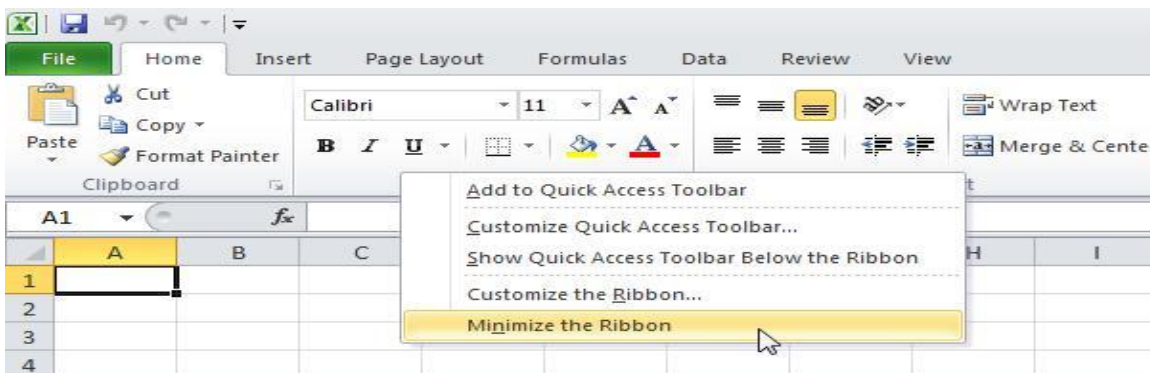 File Home Insert Page Layout Formulas Data Review View
Cut
Copy
Paste
Format Painter
Clipboard
Calibri 11 A A
B I U A
Wrap Text
Merge & Cente
t
Add to Quick Access Toolbar
Customize Quick Access Toolbar...
Show Quick Access Toolbar Below the Ribbon
Customize the Ribbon...
Minimize the Ribbon
A1 fx
A B C H I
1
2
3
4